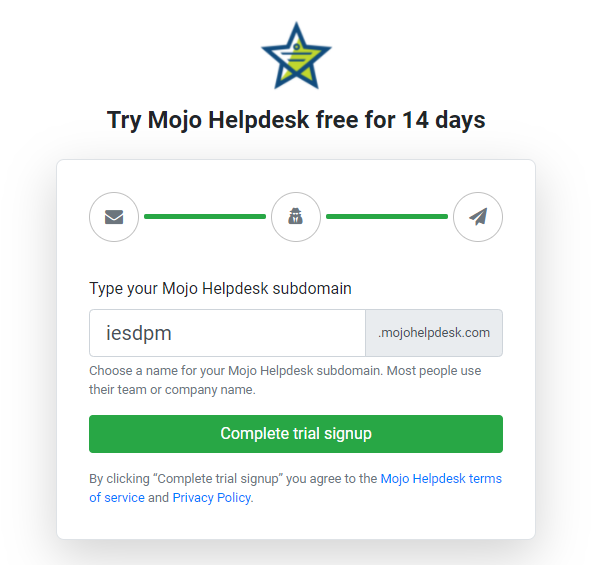 Try Mojo Helpdesk free for 14 days
Type your Mojo Helpdesk subdomain
iesdpm
.mojohelpdesk.com
Choose a name for your Mojo Helpdesk subdomain. Most people use
their team or company name.
Complete trial signup
By clicking “Complete trial signup” you agree to the Mojo Helpdesk terms
of service and Privacy Policy.